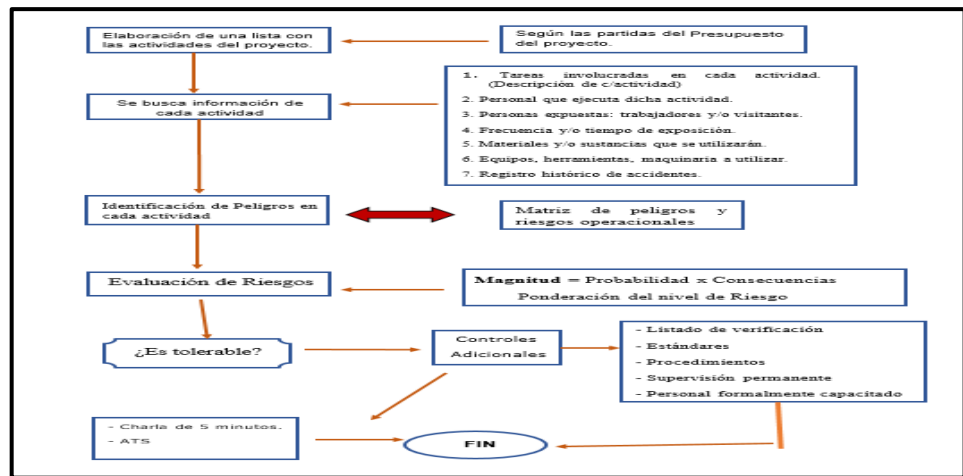 Elaboración de una lista con
las actividades del proyecto.
Según las partidas del Presupuesto
del proyecto.
Se busca información de
cada actividad
1. Tareas involucradas en cada actividad.
(Descripción de c/actividad)
2. Personal que ejecuta dicha actividad.
3. Personas expuestas: trabajadores y/o visitantes.
4. Frecuencia y/o tiempo de exposición.
5. Materiales y/o sustancias que se utilizarán.
6. Equipos, herramientas, maquinaria a utilizar.
7. Registro histórico de accidentes.
Identificación de Peligros en
cada actividad
Matriz de peligros y
riesgos operacionales
Evaluación de Riesgos
Magnitud = Probabilidad x Consecuencias
Ponderación del nivel de Riesgo
¿Es tolerable?
Controles
Adicionales
- Listado de verificación
- Estándares
- Procedimientos
- Supervisión permanente
- Personal formalmente capacitado
- Charla de 5 minutos.
- ATS
FIN